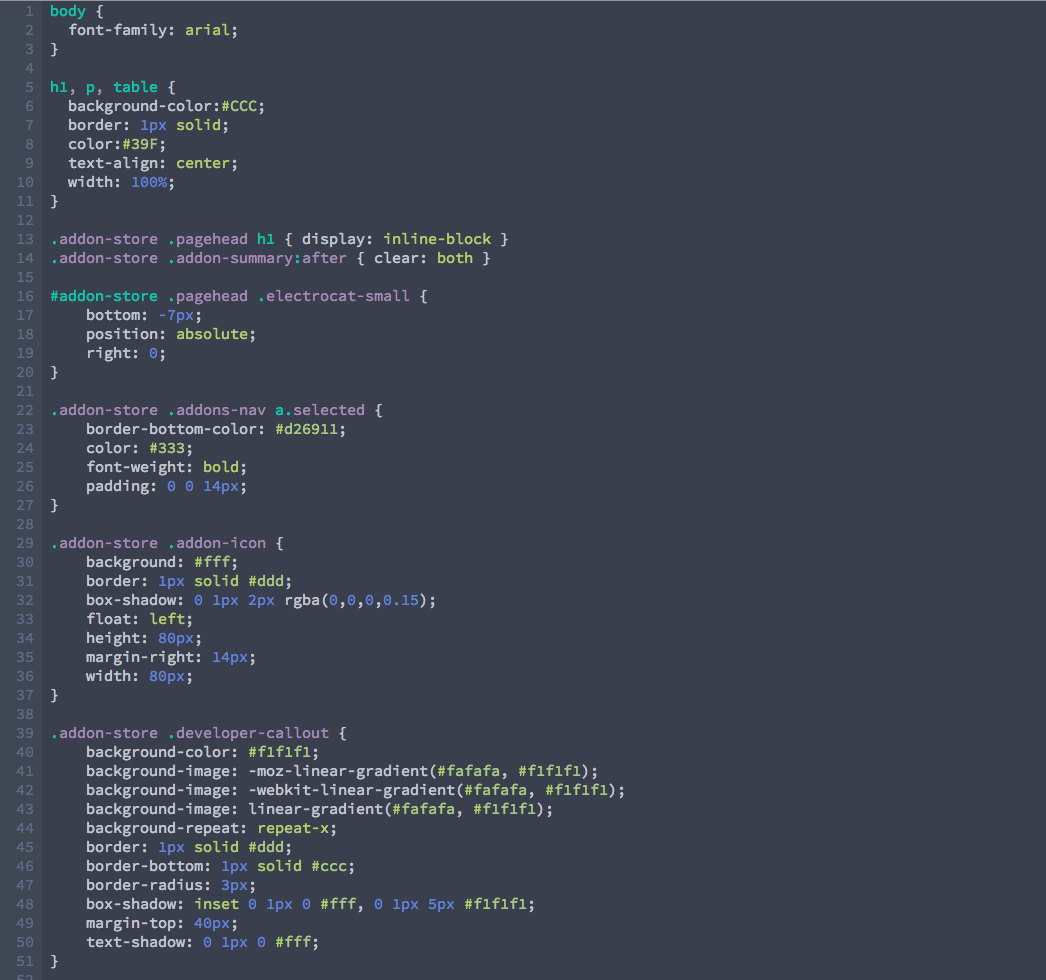 1 body {
2   font-family: arial;
3 }
4
5 h1, p, table {
6   background-color:#CCC;
7   border: 1px solid;
8   color:#39F;
9   text-align: center;
10   width: 100%;
11 }
12
13 .addon-store .pagehead h1 { display: inline-block }
14 .addon-store .addon-summary:after { clear: both }
15
16 #addon-store .pagehead .electrocat-small {
17     bottom: -7px;
18     position: absolute;
19     right: 0;
20 }
21
22 .addon-store .addons-nav a.selected {
23     border-bottom-color: #d26911;
24     color: #333;
25     font-weight: bold;
26     padding: 0 0 14px;
27 }
28
29 .addon-store .addon-icon {
30     background: #fff;
31     border: 1px solid #ddd;
32     box-shadow: 0 1px 2px rgba(0,0,0,0.15);
33     float: left;
34     height: 80px;
35     margin-right: 14px;
36     width: 80px;
37 }
38
39 .addon-store .developer-callout {
40     background-color: #f1f1f1;
41     background-image: -moz-linear-gradient(#fafafa, #f1f1f1);
42     background-image: -webkit-linear-gradient(#fafafa, #f1f1f1);
43     background-image: linear-gradient(#fafafa, #f1f1f1);
44     background-repeat: repeat-x;
45     border: 1px solid #ddd;
46     border-bottom: 1px solid #ccc;
47     border-radius: 3px;
48     box-shadow: inset 0 1px 0 #fff, 0 1px 5px #f1f1f1;
49     margin-top: 40px;
50     text-shadow: 0 1px 0 #fff;
51 }
52